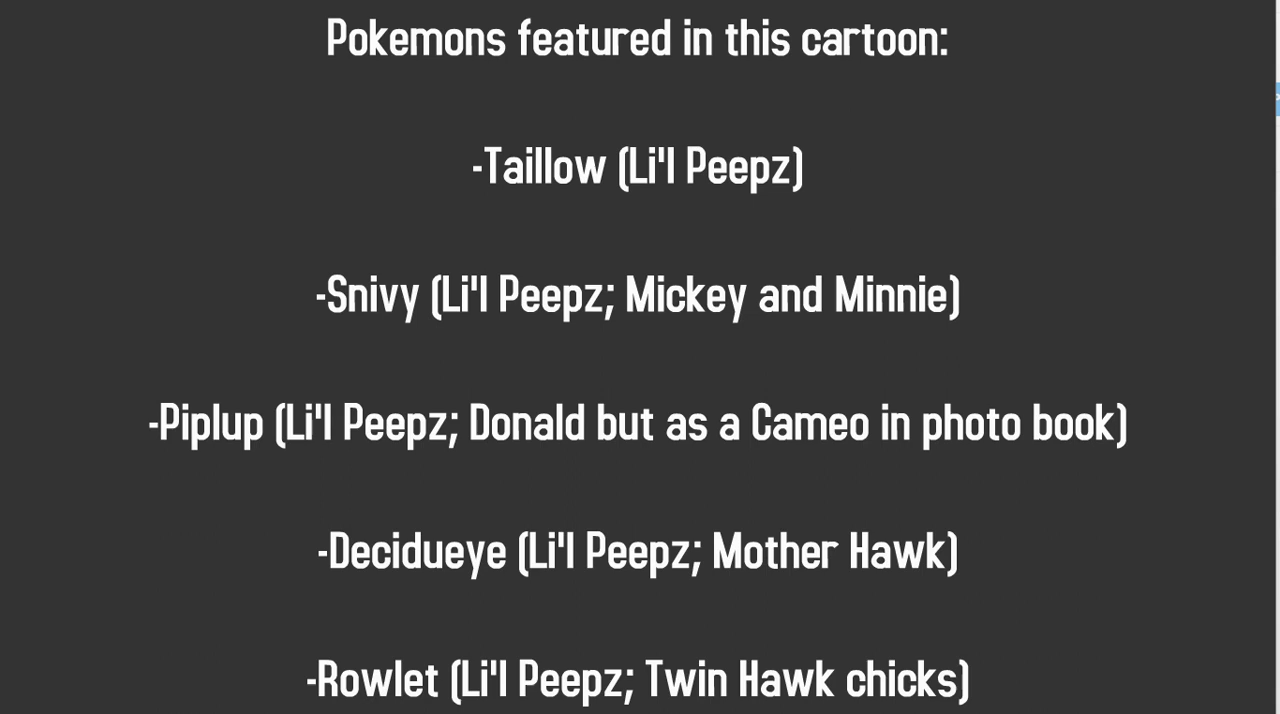 Pokemons featured in this cartoon:
-Taillow (Li'l Peepz)
-Snivy (Li'l Peepz; Mickey and Minnie)
-Piplup (Li'l Peepz; Donald but as a Cameo in photo book)
-Decidueye (Li'l Peepz; Mother Hawk)
-Rowlet (Li'l Peepz; Twin Hawk chicks)